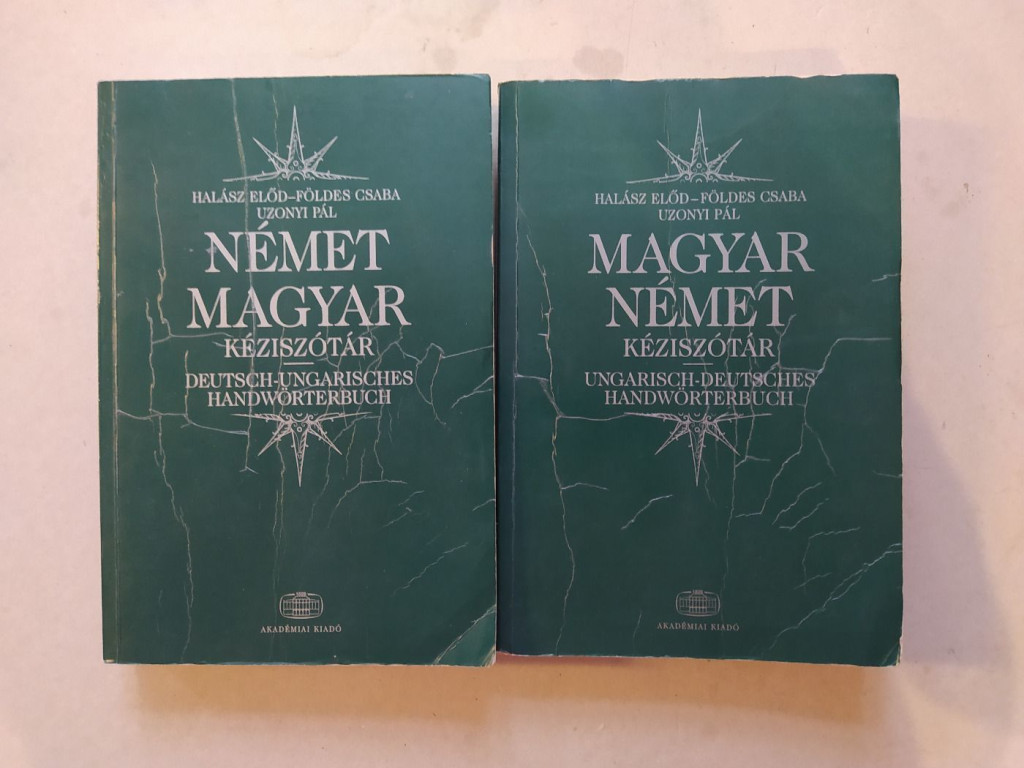 HALÁSZ ELŐD–FÖLDES CSABA
UZONYI PÁL
NÉMET
MAGYAR
KÉZISZÓTÁR
DEUTSCH-UNGARISCHES
HANDWÖRTERBUCH
AKADÉMIAI KIADÓ
HALÁSZ ELŐD–FÖLDES CSABA
UZONYI PÁL
MAGYAR
NÉMET
KÉZISZÓTÁR
UNGARISCH-DEUTSCHES
HANDWÖRTERBUCH
AKADÉMIAI KIADÓ